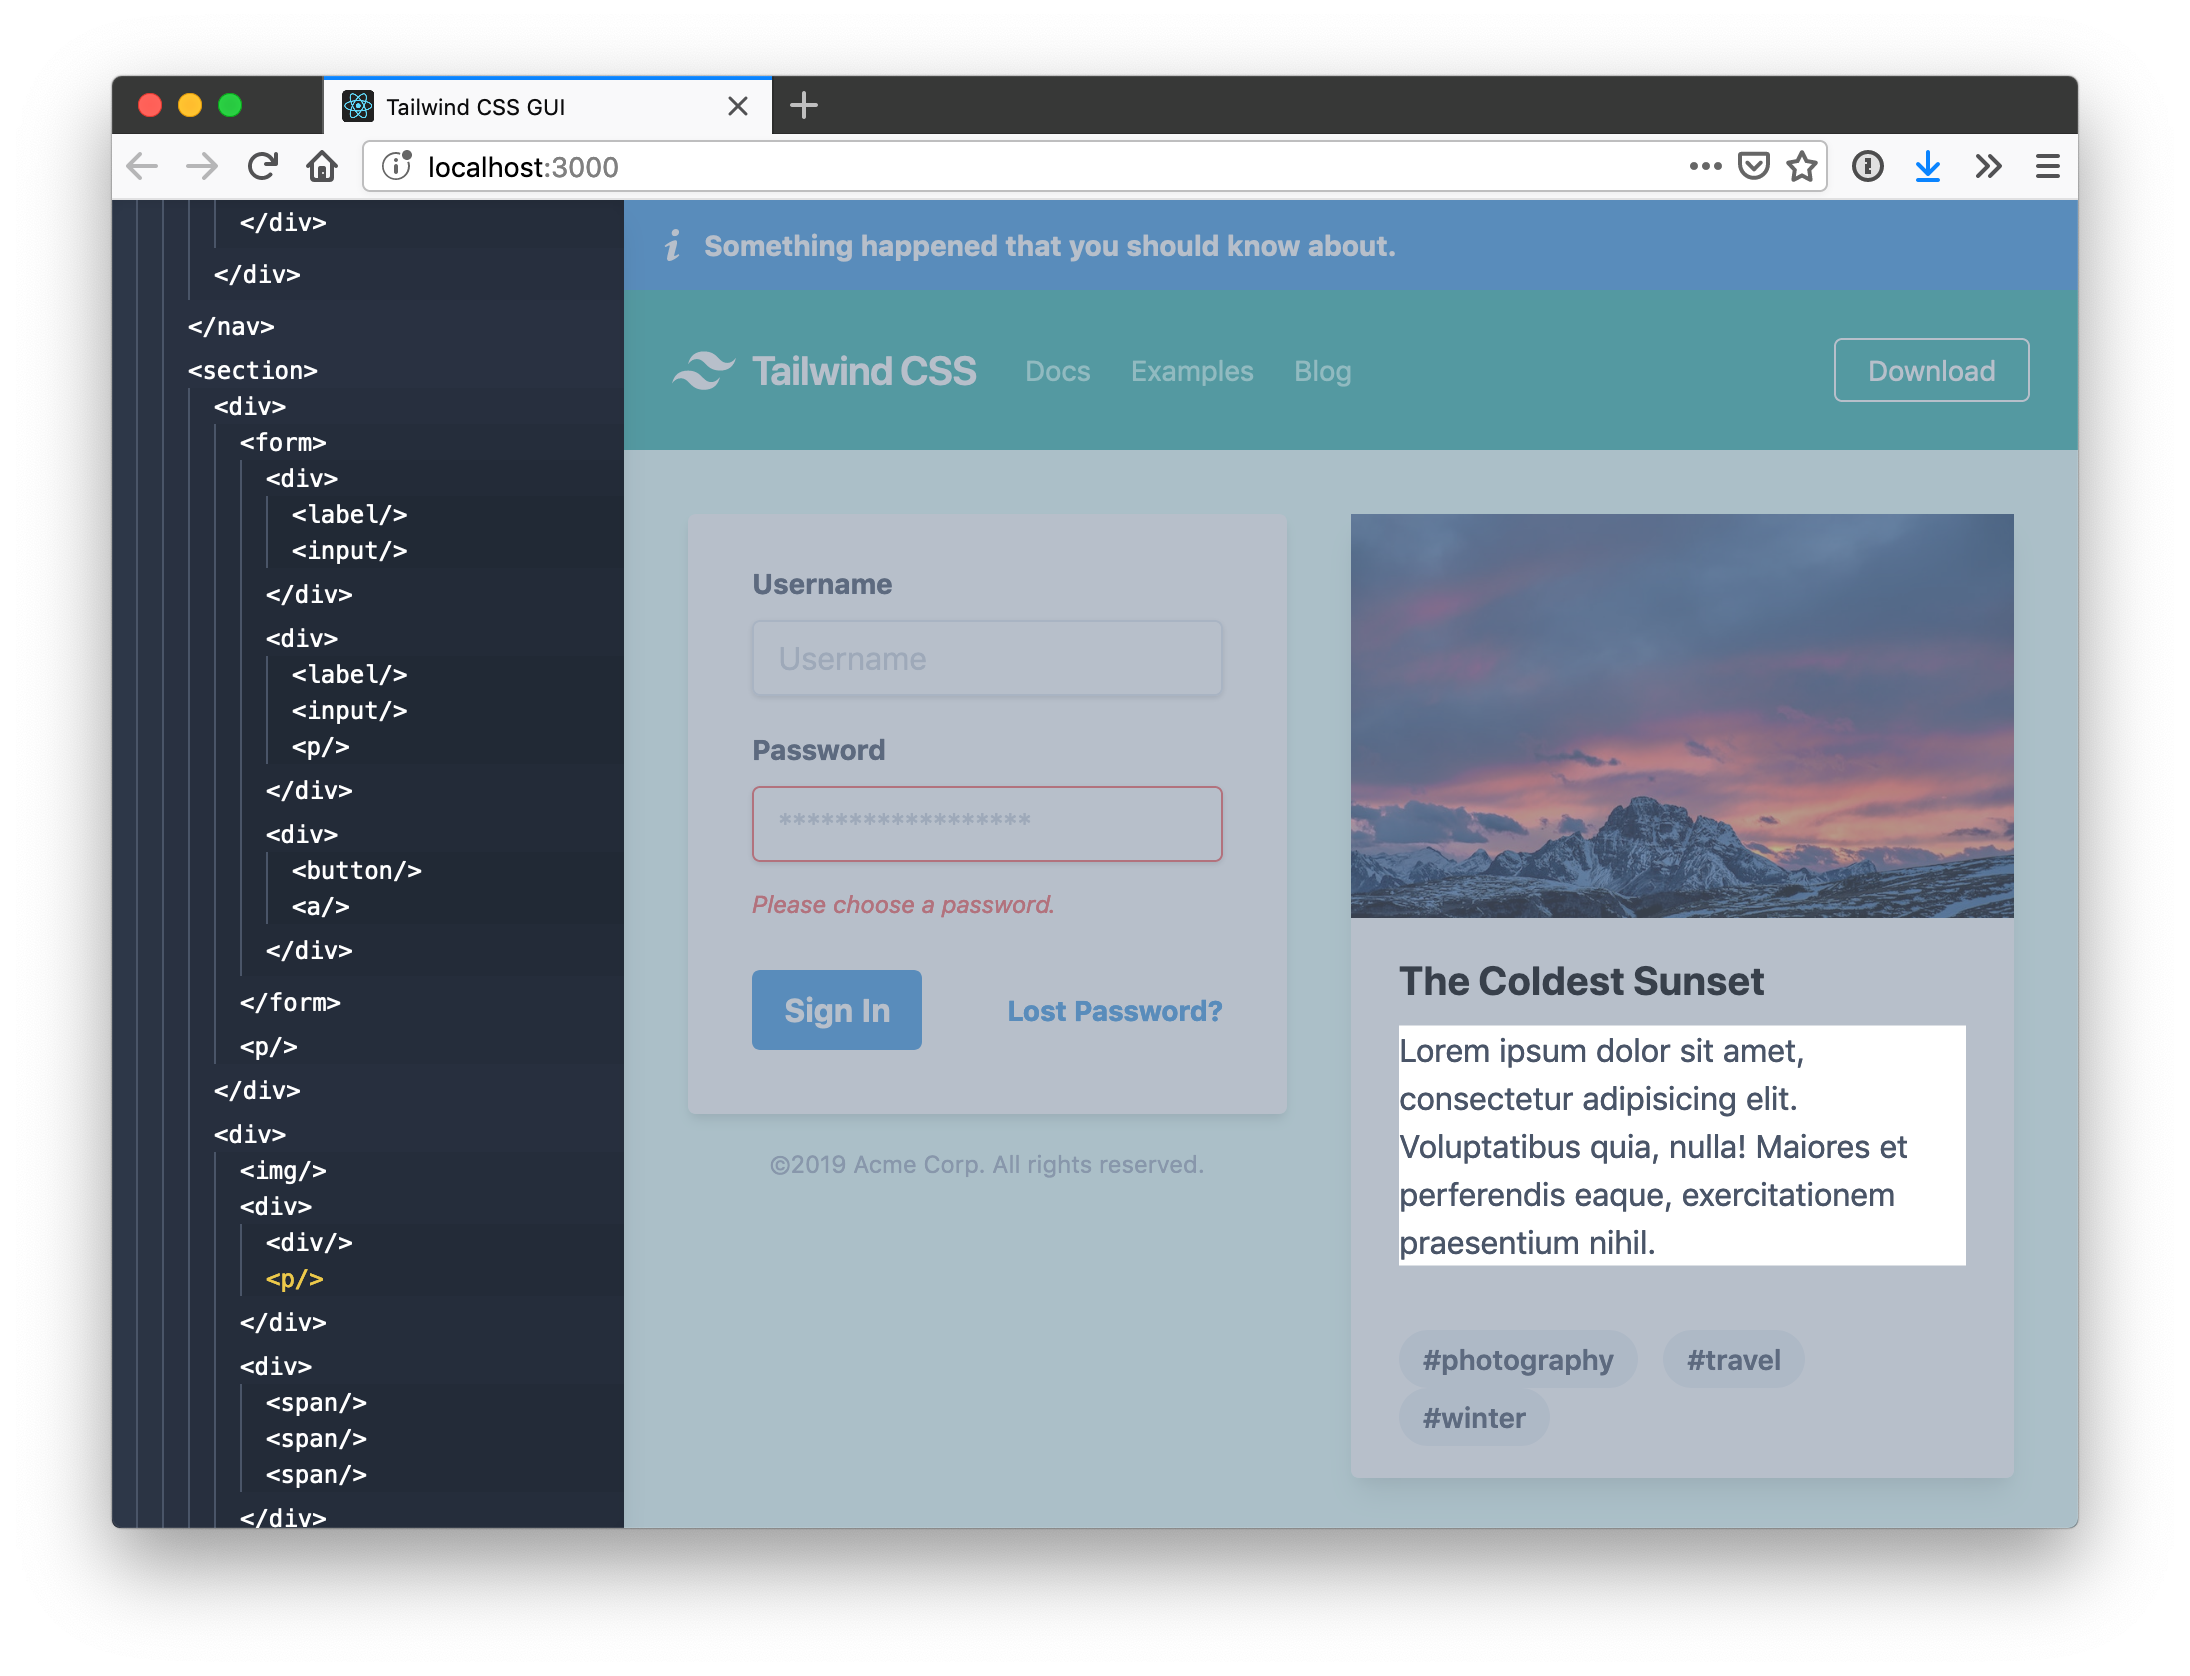 Tailwind CSS GUI
localhost:3000
</div>
</div>
</nav>
<section>
<div>
<form>
<div>
<label/>
<input/>
</div>
<div>
<label/>
<input/>
<p/>
</div>
<div>
<button/>
<a/>
</div>
</form>
<p/>
</div>
<div>
<img/>
<div>
<div/>
<p/>
</div>
<div>
<span/>
<span/>
<span/>
</div>
Something happened that you should know about.
Tailwind CSS Docs Examples Blog Download
Username
Username
Password
******************
Please choose a password.
Sign In Lost Password?
©2019 Acme Corp. All rights reserved.
The Coldest Sunset
Lorem ipsum dolor sit amet,
consectetur adipisicing elit.
Voluptatibus quia, nulla! Maiores et
perferendis eaque, exercitationem
praesentium nihil.
#photography #travel
#winter